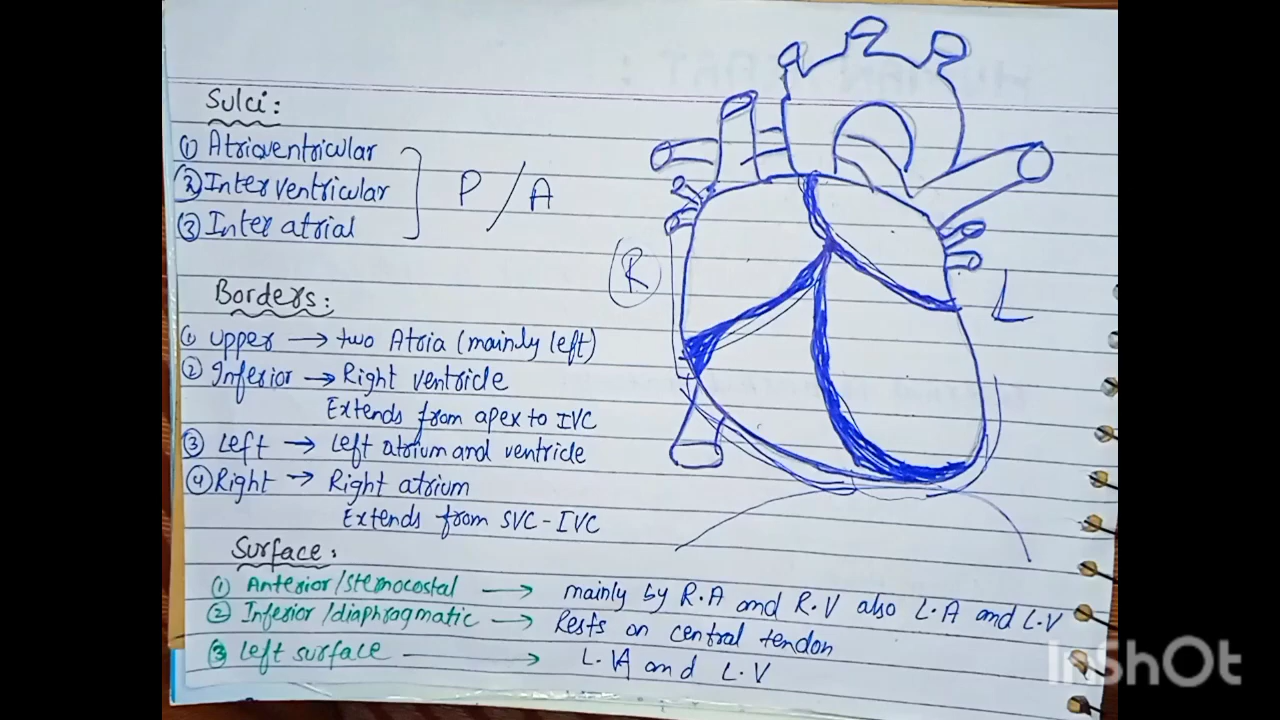 Sulci:
① Atrioventricular
② Interventricular
③ Inter atrial
P/A
Borders:
① Upper → two Atria (mainly left)
② Inferior → Right ventricle
Extends from apex to IVC
③ Left → Left atrium and ventricle
④ Right → Right atrium
Extends from SVC - IVC
Surface:
① Anterior/sternocostal → mainly by R.A and R.V also L.A and L.V
② Inferior/diaphragmatic → Rests on central tendon
③ Left surface → L.A and L.V
R
L
InShOt